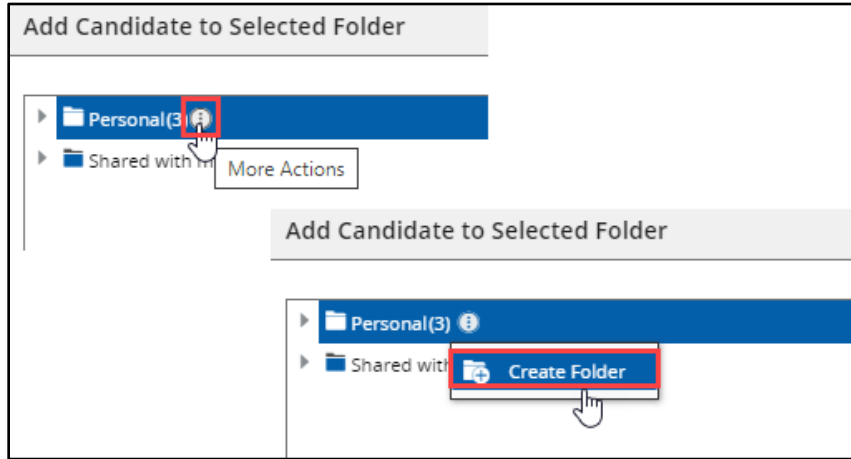 Add Candidate to Selected Folder
Personal(3)
Shared with m
More Actions
Add Candidate to Selected Folder
Personal(3)
Shared with
Create Folder